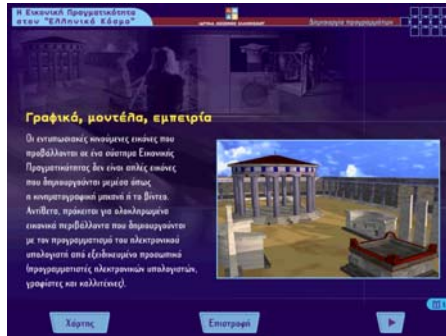 Η Εικονική Πραγματικότητα
στον "Ελληνικό Κόσμο"
Δημιουργία προγραμμάτων
Γραφικά, μοντέλα, εμπειρία
Οι εντυπωσιακές κινούμενες εικόνες που
προβάλλονται σε ένα σύστημα Εικονικής
Πραγματικότητας δεν είναι απλές εικόνες
που δημιουργούνται με μέσα όπως
η κινηματογραφική μηχανή ή το βίντεο.
Αντίθετα, πρόκειται για ολοκληρωμένα
εικονικά περιβάλλοντα που δημιουργούνται
με τον προγραμματισμό του ηλεκτρονικού
υπολογιστή από εξειδικευμένο προσωπικό
(προγραμματιστές ηλεκτρονικών υπολογιστών,
γραφίστες και καλλιτέχνες).
Χάρτης
Επιστροφή